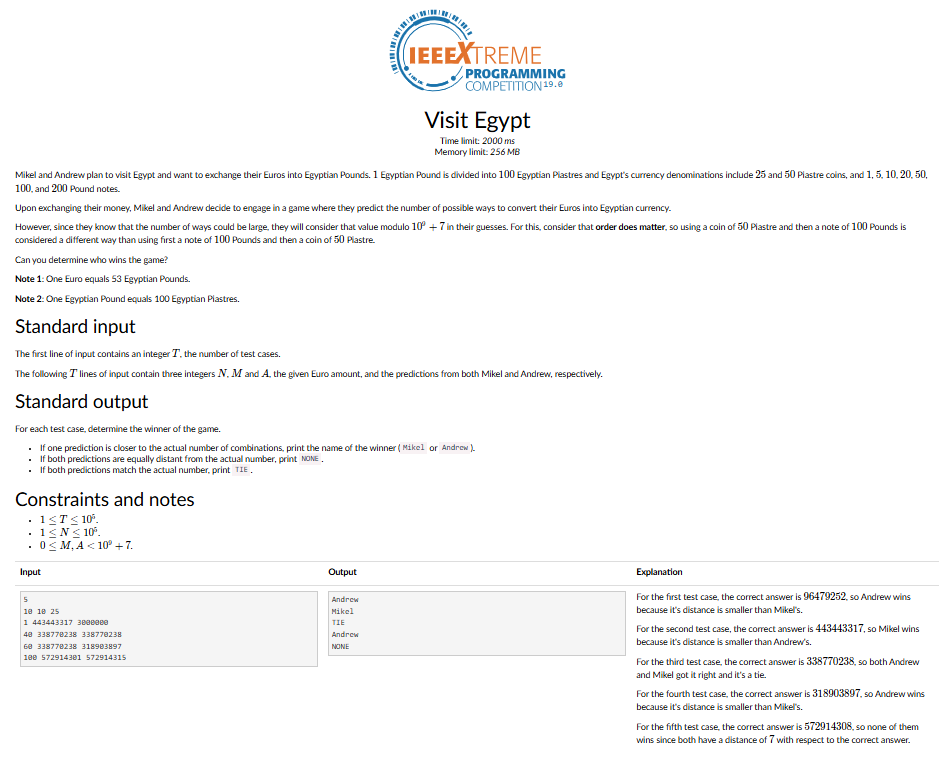 IEEEXTREME
PROGRAMMING
COMPETITION 19.0
Visit Egypt
Time limit: 2000 ms
Memory limit: 256 MB
Mikel and Andrew plan to visit Egypt and want to exchange their Euros into Egyptian Pounds. 1 Egyptian Pound is divided into 100 Egyptian Piastres and Egypt's currency denominations include 25 and 50 Piastre coins, and 1, 5, 10, 20, 50,
100, and 200 Pound notes.
Upon exchanging their money, Mikel and Andrew decide to engage in a game where they predict the number of possible ways to convert their Euros into Egyptian currency.
However, since they know that the number of ways could be large, they will consider that value modulo 10^9 + 7 in their guesses. For this, consider that order does matter, so using a coin of 50 Piastre and then a note of 100 Pounds is
considered a different way than using first a note of 100 Pounds and then a coin of 50 Piastre.
Can you determine who wins the game?
Note 1: One Euro equals 53 Egyptian Pounds.
Note 2: One Egyptian Pound equals 100 Egyptian Piastres.
Standard input
The first line of input contains an integer T, the number of test cases.
The following T lines of input contain three integers N, M and A, the given Euro amount, and the predictions from both Mikel and Andrew, respectively.
Standard output
For each test case, determine the winner of the game.
• If one prediction is closer to the actual number of combinations, print the name of the winner ( Mikel or Andrew ).
• If both predictions are equally distant from the actual number, print NONE .
• If both predictions match the actual number, print TIE .
Constraints and notes
• 1 ≤ T ≤ 10^5.
• 1 ≤ N ≤ 10^5.
• 0 ≤ M, A < 10^9 + 7.
Input Output Explanation
5
10 10 25
1 443443317 3000000
40 338770238 338770238
60 338770238 318903897
100 572914301 572914315
Andrew
Mikel
TIE
Andrew
NONE
For the first test case, the correct answer is 96479252, so Andrew wins
because it's distance is smaller than Mikel's.
For the second test case, the correct answer is 443443317, so Mikel wins
because it's distance is smaller than Andrew's.
For the third test case, the correct answer is 338770238, so both Andrew
and Mikel got it right and it's a tie.
For the fourth test case, the correct answer is 318903897, so Andrew wins
because it's distance is smaller than Mikel's.
For the fifth test case, the correct answer is 572914308, so none of them
wins since both have a distance of 7 with respect to the correct answer.